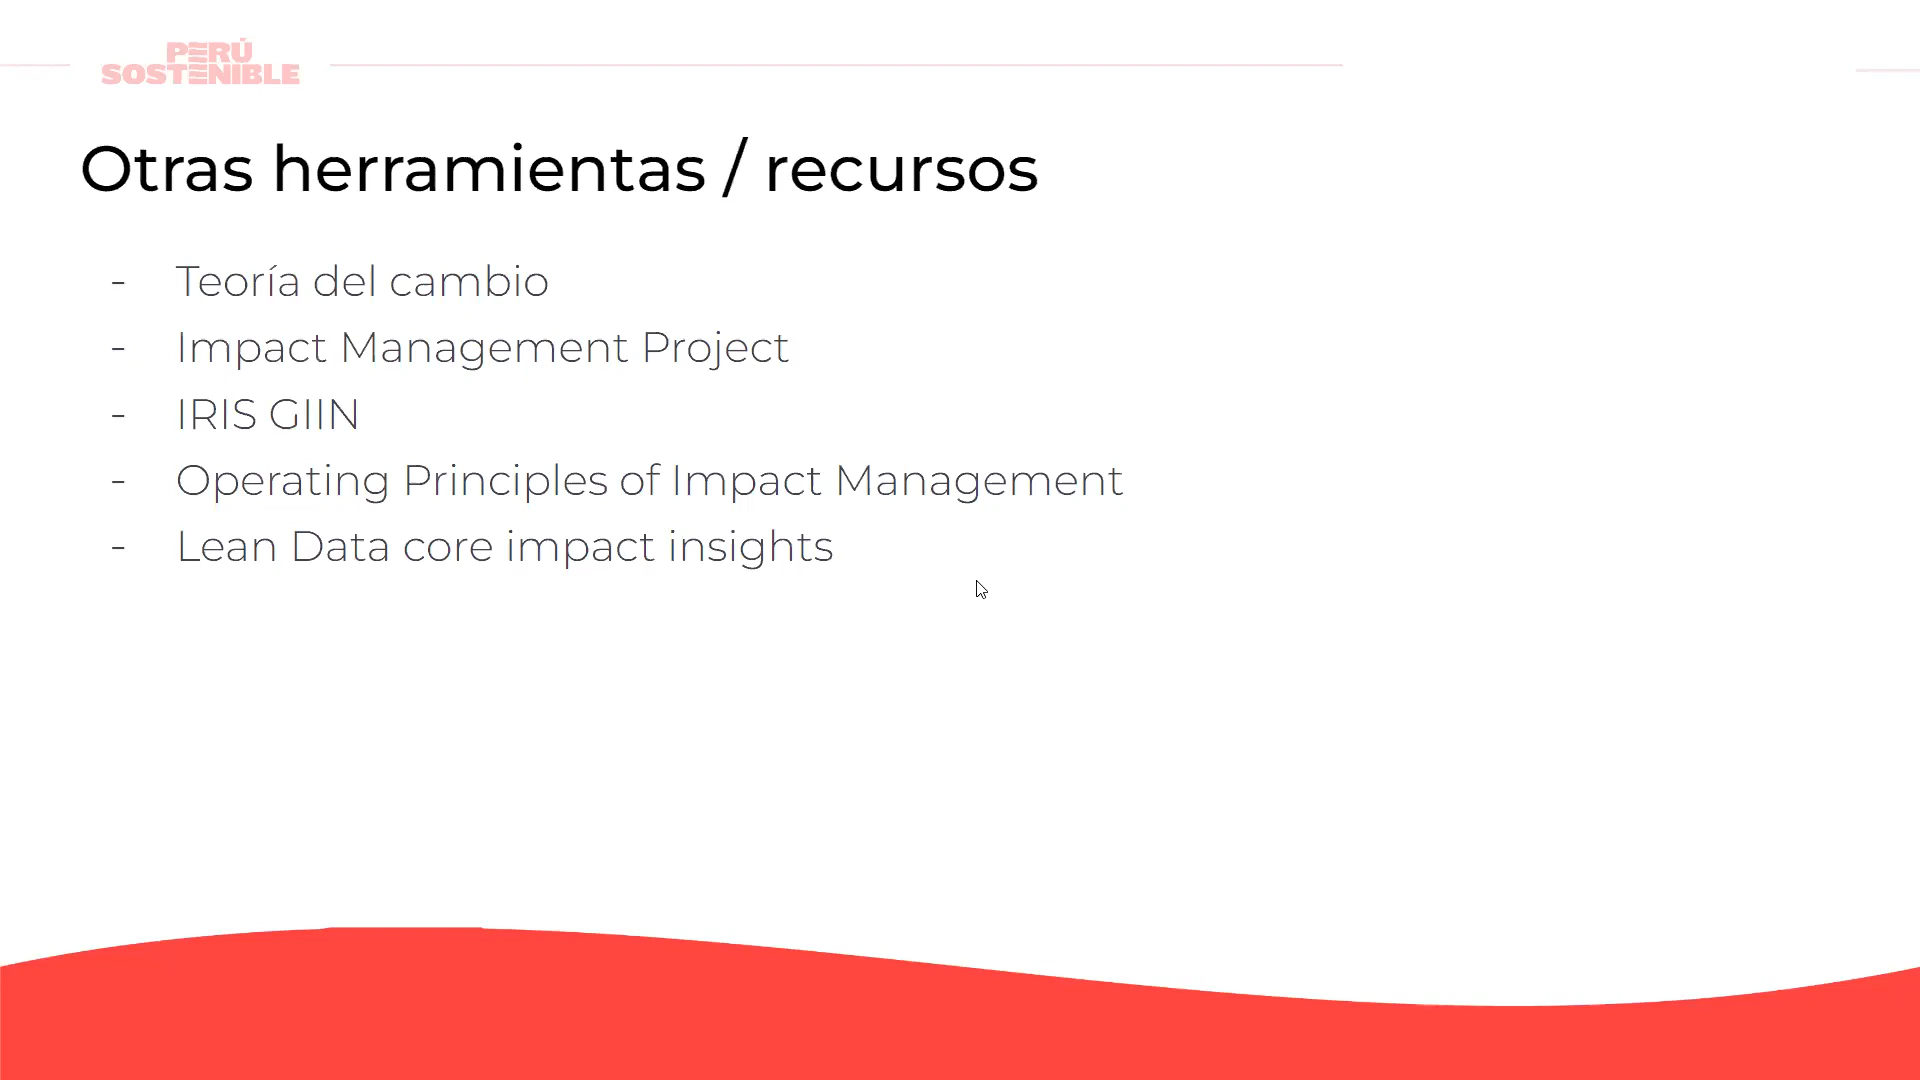 PERÚ
SOSTENIBLE
Otras herramientas / recursos
- Teoría del cambio
- Impact Management Project
- IRIS GIIN
- Operating Principles of Impact Management
- Lean Data core impact insights